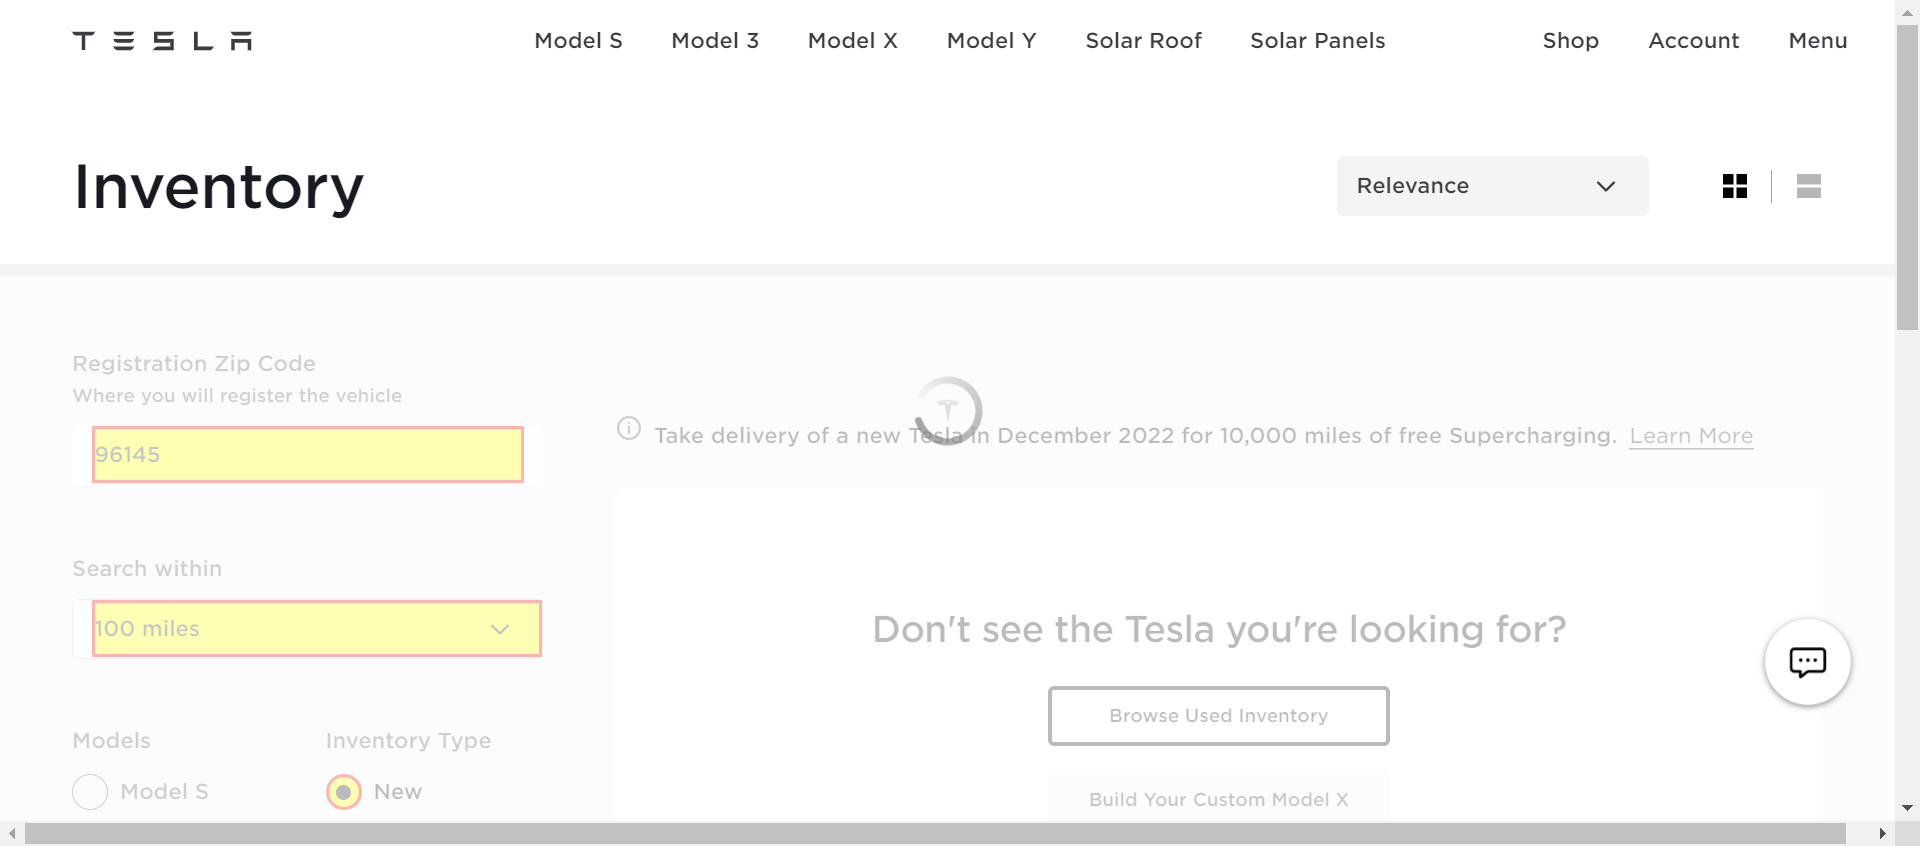 TESLA Model S Model 3 Model X Model Y Solar Roof Solar Panels Shop Account Menu
Inventory
Relevance
Registration Zip Code
Where you will register the vehicle
96145
Take delivery of a new Tesla in December 2022 for 10,000 miles of free Supercharging. Learn More
Search within
100 miles
Don't see the Tesla you're looking for?
Browse Used Inventory
Models Inventory Type
Model S New
Build Your Custom Model X